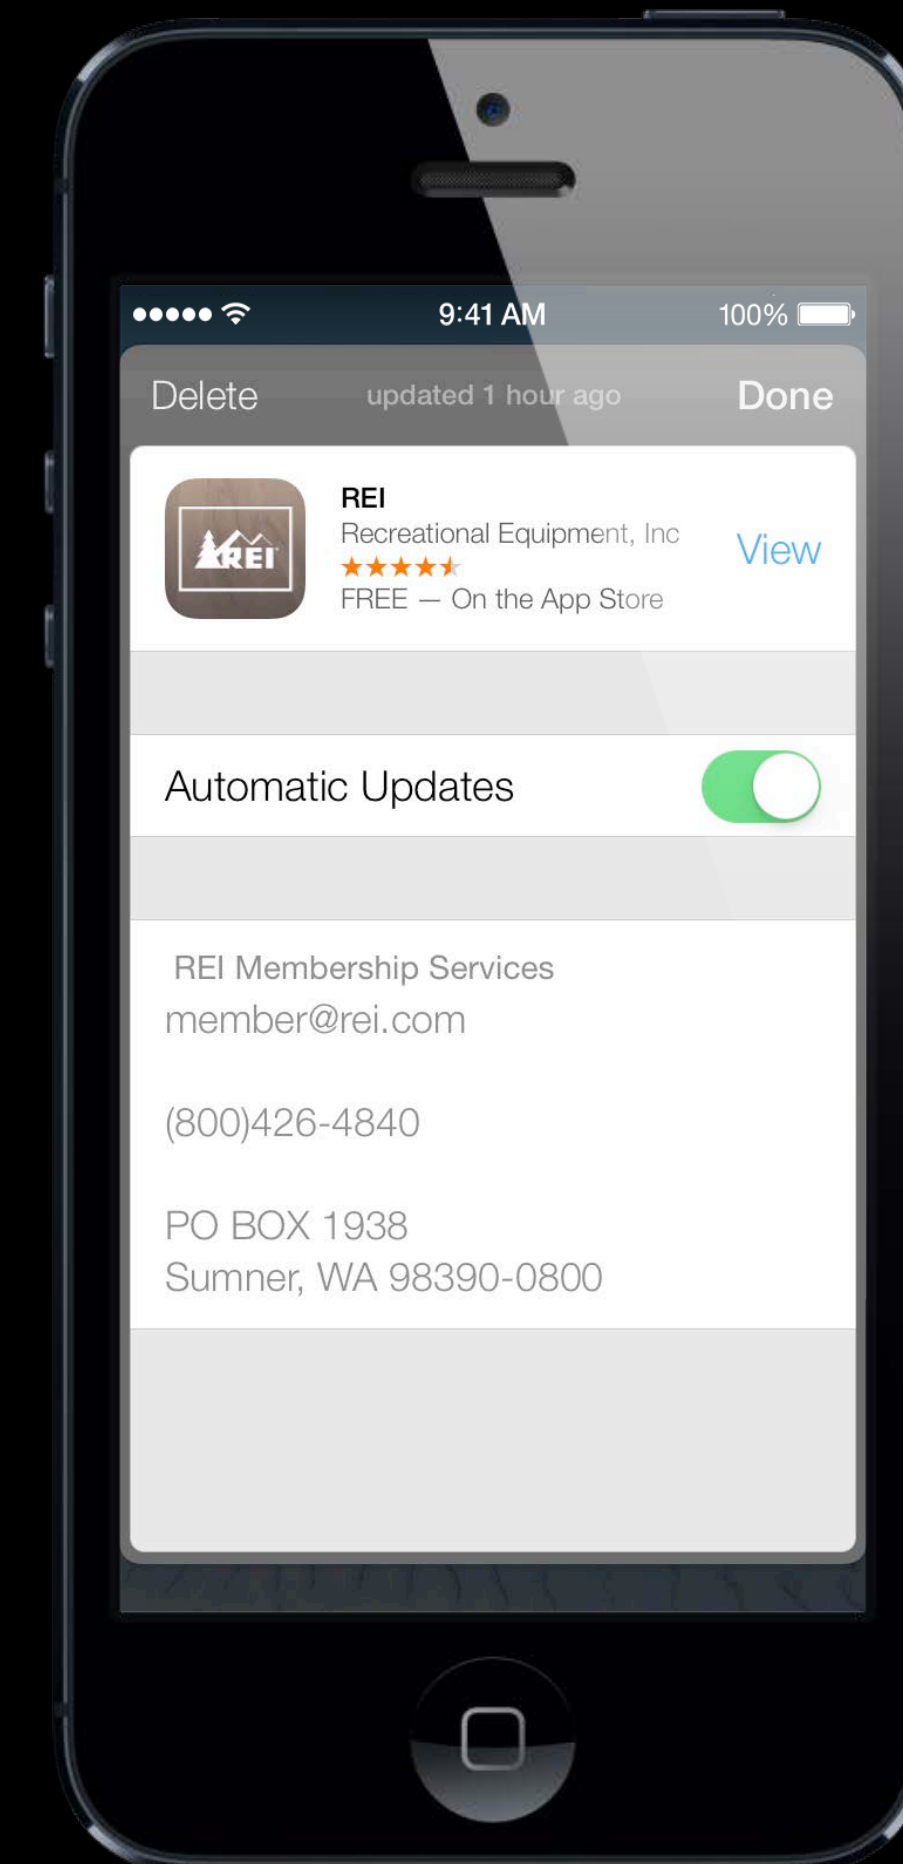 9:41 AM 100%
Delete updated 1 hour ago Done
REI
REI
Recreational Equipment, Inc
View
FREE — On the App Store
Automatic Updates
REI Membership Services
member@rei.com
(800)426-4840
PO BOX 1938
Sumner, WA 98390-0800